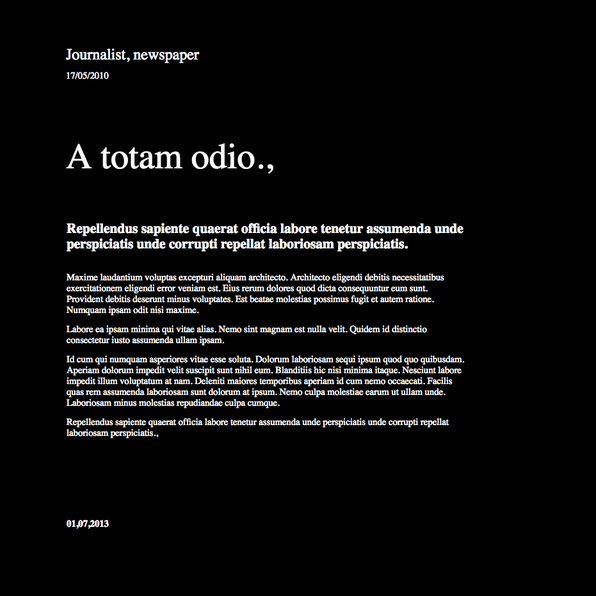 Journalist, newspaper
17/05/2010
A totam odio.,
Repellendus sapiente quaerat officia labore tenetur assumenda unde
perspiciatis unde corrupti repellat laboriosam perspiciatis.
Maxime laudantium voluptas excepturi aliquam architecto. Architecto eligendi debitis necessitatibus
exercitationem eligendi error veniam est. Eius rerum dolores quod dicta consequuntur eum sunt.
Provident debitis deserunt minus voluptates. Est beatae molestias possimus fugit et autem ratione.
Numquam ipsam odit nisi maxime.
Labore ea ipsam minima qui vitae alias. Nemo sint magnam est nulla velit. Quidem id distinctio
consectetur iusto assumenda ullam ipsam.
Id cum qui numquam asperiores vitae esse soluta. Dolorum laboriosam sequi ipsum quod quo quibusdam.
Aperiam dolorum impedit velit suscipit sunt nihil eum. Blanditiis hic nisi minima itaque. Nesciunt labore
impedit illum voluptatum at nam. Deleniti maiores temporibus aperiam id cum nemo occaecati. Facilis
quas rem assumenda laboriosam sunt dolorum at ipsum. Nemo culpa molestiae earum ut ullam unde.
Laboriosam minus molestias repudiandae culpa cumque.
Repellendus sapiente quaerat officia labore tenetur assumenda unde perspiciatis unde corrupti repellat
laboriosam perspiciatis.,
01,07,2013